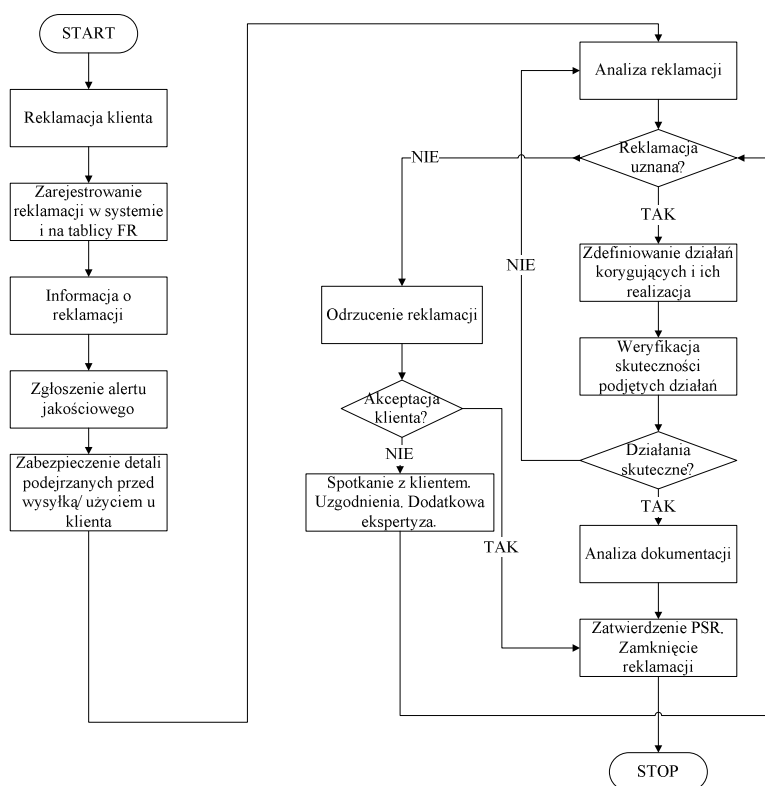 START
Reklamacja klienta
Zarejestrowanie
reklamacji w systemie
i na tablicy FR
Informacja o
reklamacji
Zgłoszenie alertu
jakościowego
Zabezpieczenie detali
podejrzanych przed
wysyłką/ użyciem u
klienta
Analiza reklamacji
Reklamacja
uznana?
NIE
TAK
Zdefiniowanie działań
korygujących i ich
realizacja
NIE
Odrzucenie reklamacji
Weryfikacja
skuteczności
podjętych działań
Akceptacja
klienta?
NIE
Działania
skuteczne?
Spotkanie z klientem.
Uzgodnienia. Dodatkowa
ekspertyza.
TAK
TAK
Analiza dokumentacji
Zatwierdzenie PSR.
Zamknięcie
reklamacji
STOP